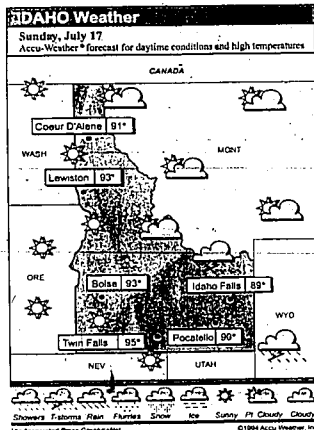 IDAHO Weather
Sunday, July 17
Accu-Weather® forecast for daytime conditions and high temperatures
CANADA
Coeur D'Alene 91°
WASH
MONT
Lewiston 93°
ORE
Boise 93°
Idaho Falls 89°
WYO
Twin Falls 95°
Pocatello 90°
NEV
UTAH
Showers T-storms Rain Flurries Snow Ice Sunny Pt Cloudy Cloudy
©1994 Accu Weather, Inc